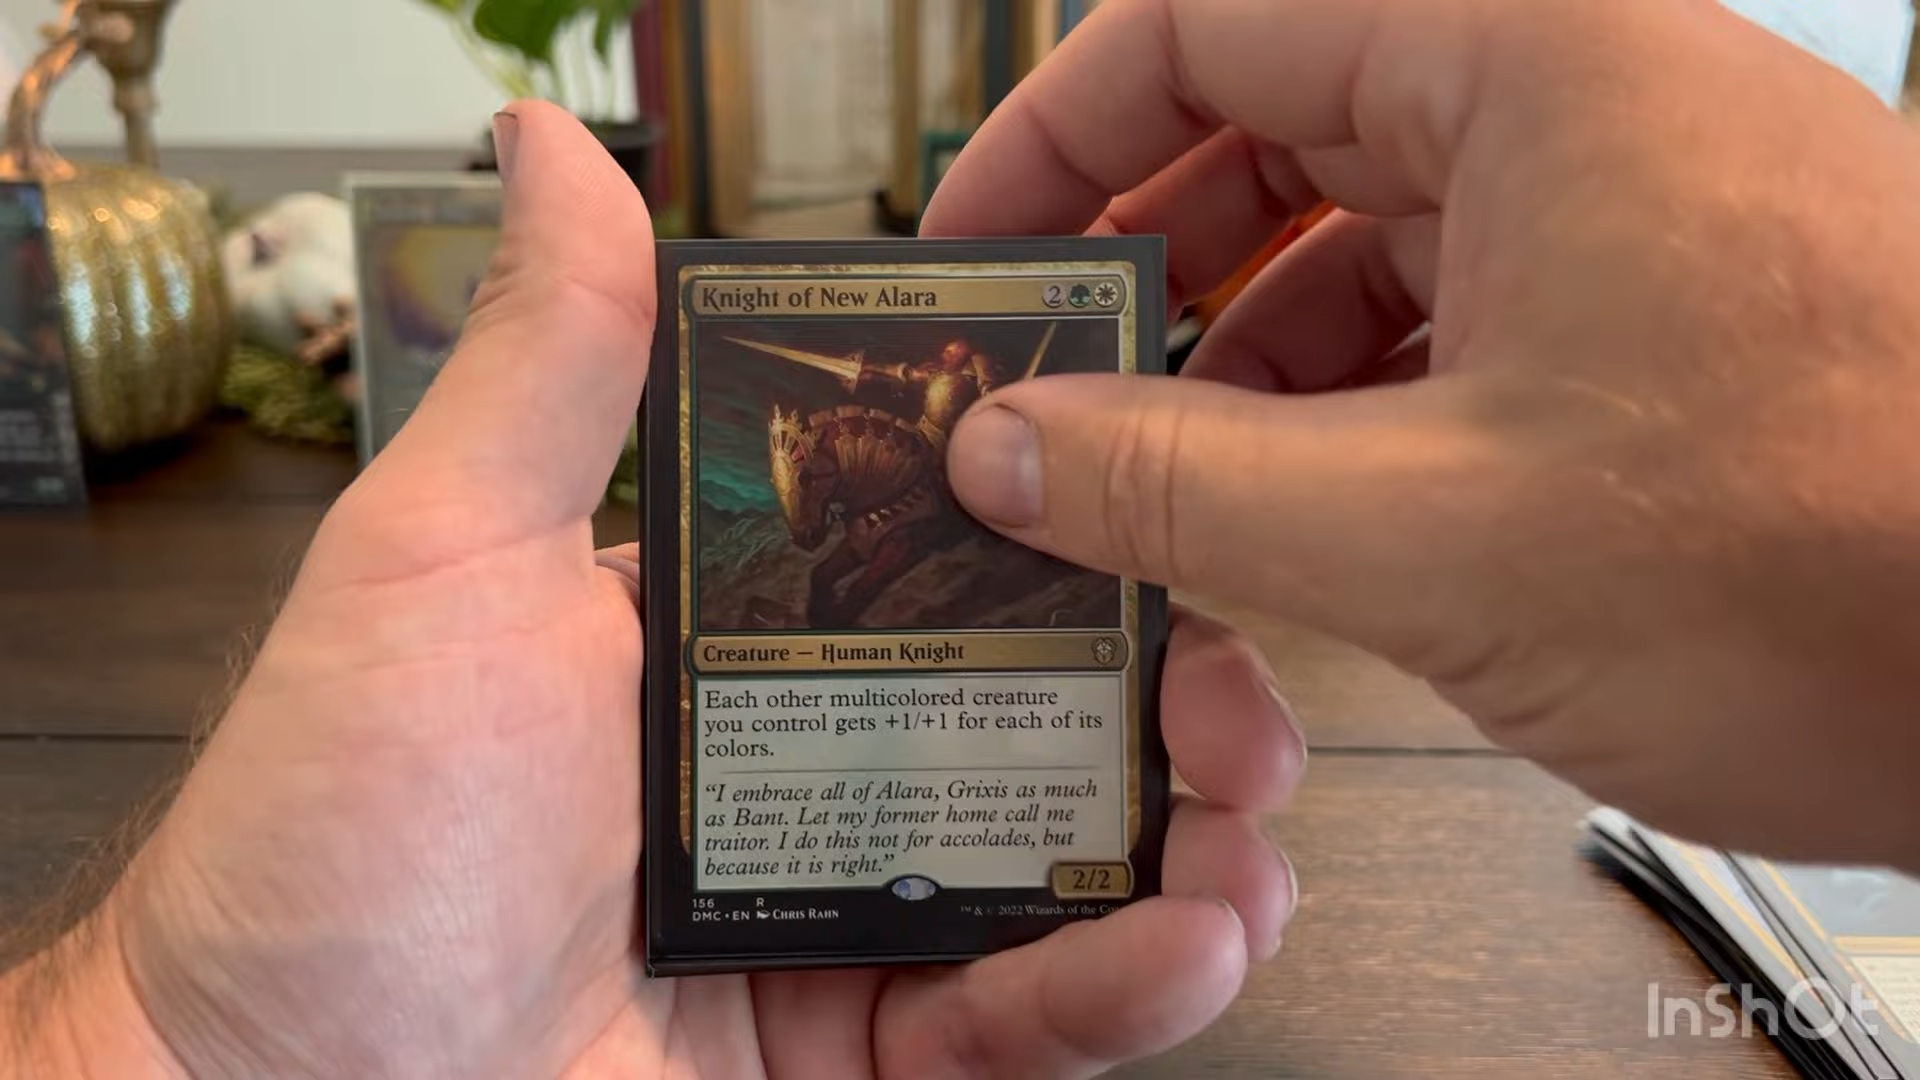 Knight of New Alara 2
Creature — Human Knight
Each other multicolored creature
you control gets +1/+1 for each of its
colors.
“I embrace all of Alara, Grixis as much
as Bant. Let my former home call me
traitor. I do this not for accolades, but
because it is right.”
2/2
156 R
DMC • EN Chris Rahn
™ & © 2022 Wizards of the
InShOt